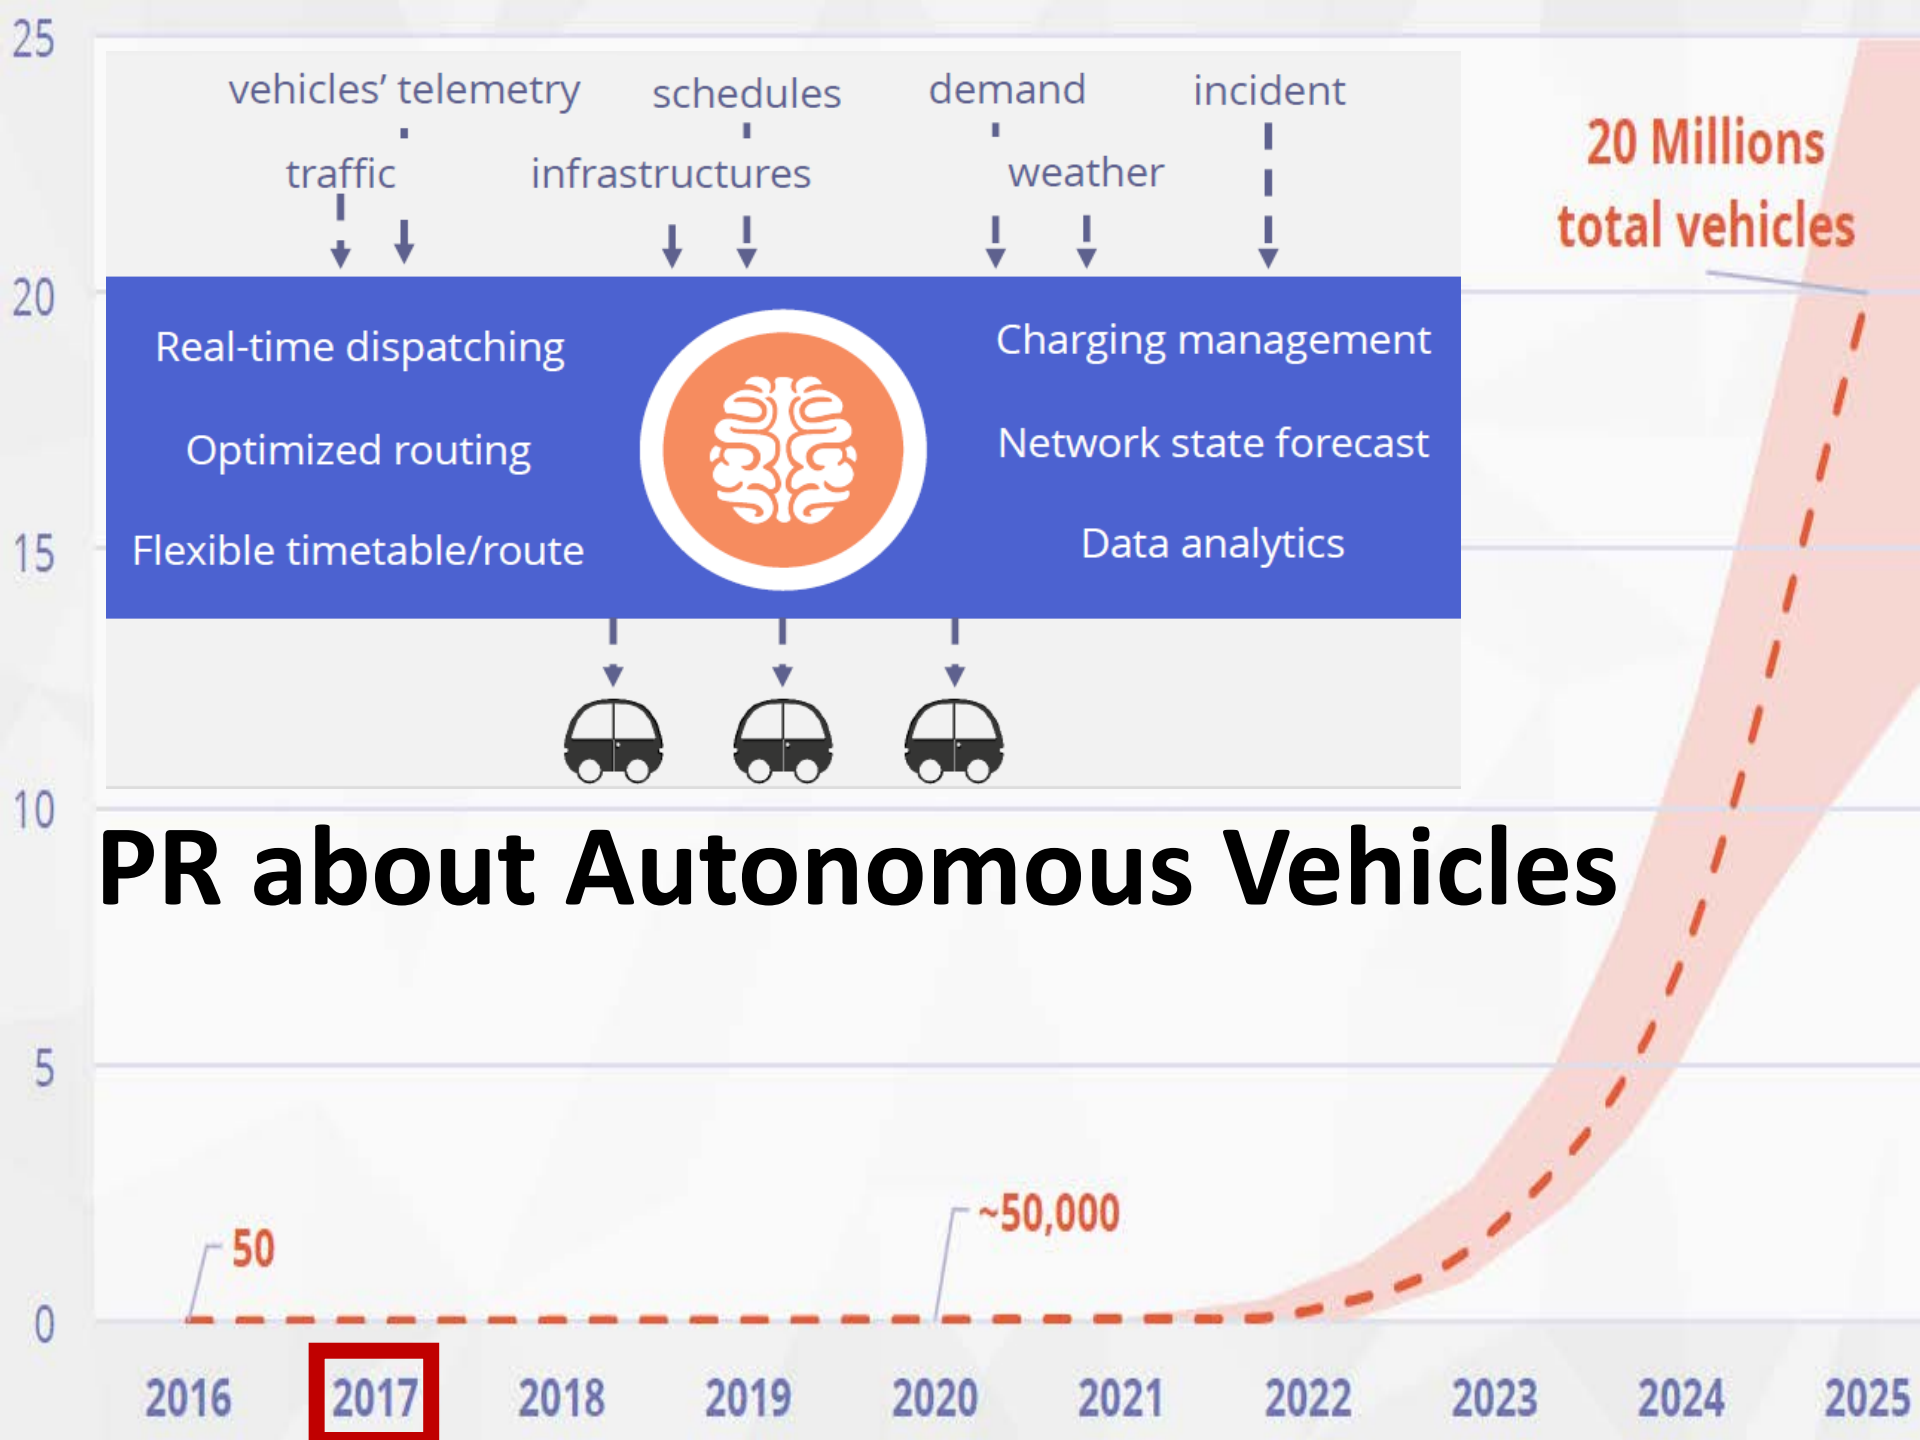 25
vehicles’ telemetry schedules demand incident
traffic infrastructures weather
20 Millions
total vehicles
20
Real-time dispatching Charging management
Optimized routing Network state forecast
Flexible timetable/route Data analytics
15
10
PR about Autonomous Vehicles
5
~50,000
50
0
2016 2017 2018 2019 2020 2021 2022 2023 2024 2025